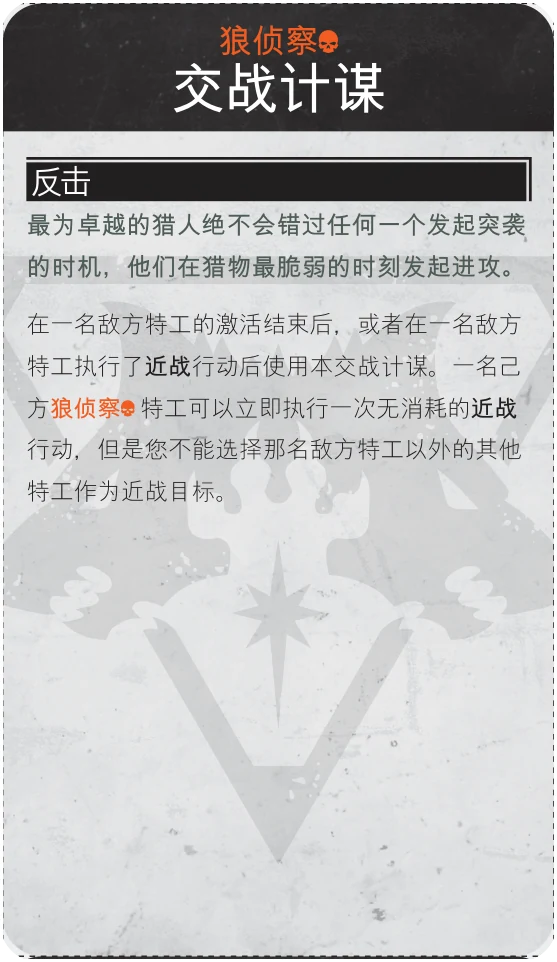 狼侦察
交战计谋
反击
最为卓越的猎人绝不会错过任何一个发起突袭
的时机，他们在猎物最脆弱的时刻发起进攻。
在一名敌方特工的激活结束后，或者在一名敌方
特工执行了近战行动后使用本交战计谋。一名己
方狼侦察 特工可以立即执行一次无消耗的近战
行动，但是您不能选择那名敌方特工以外的其他
特工作为近战目标。